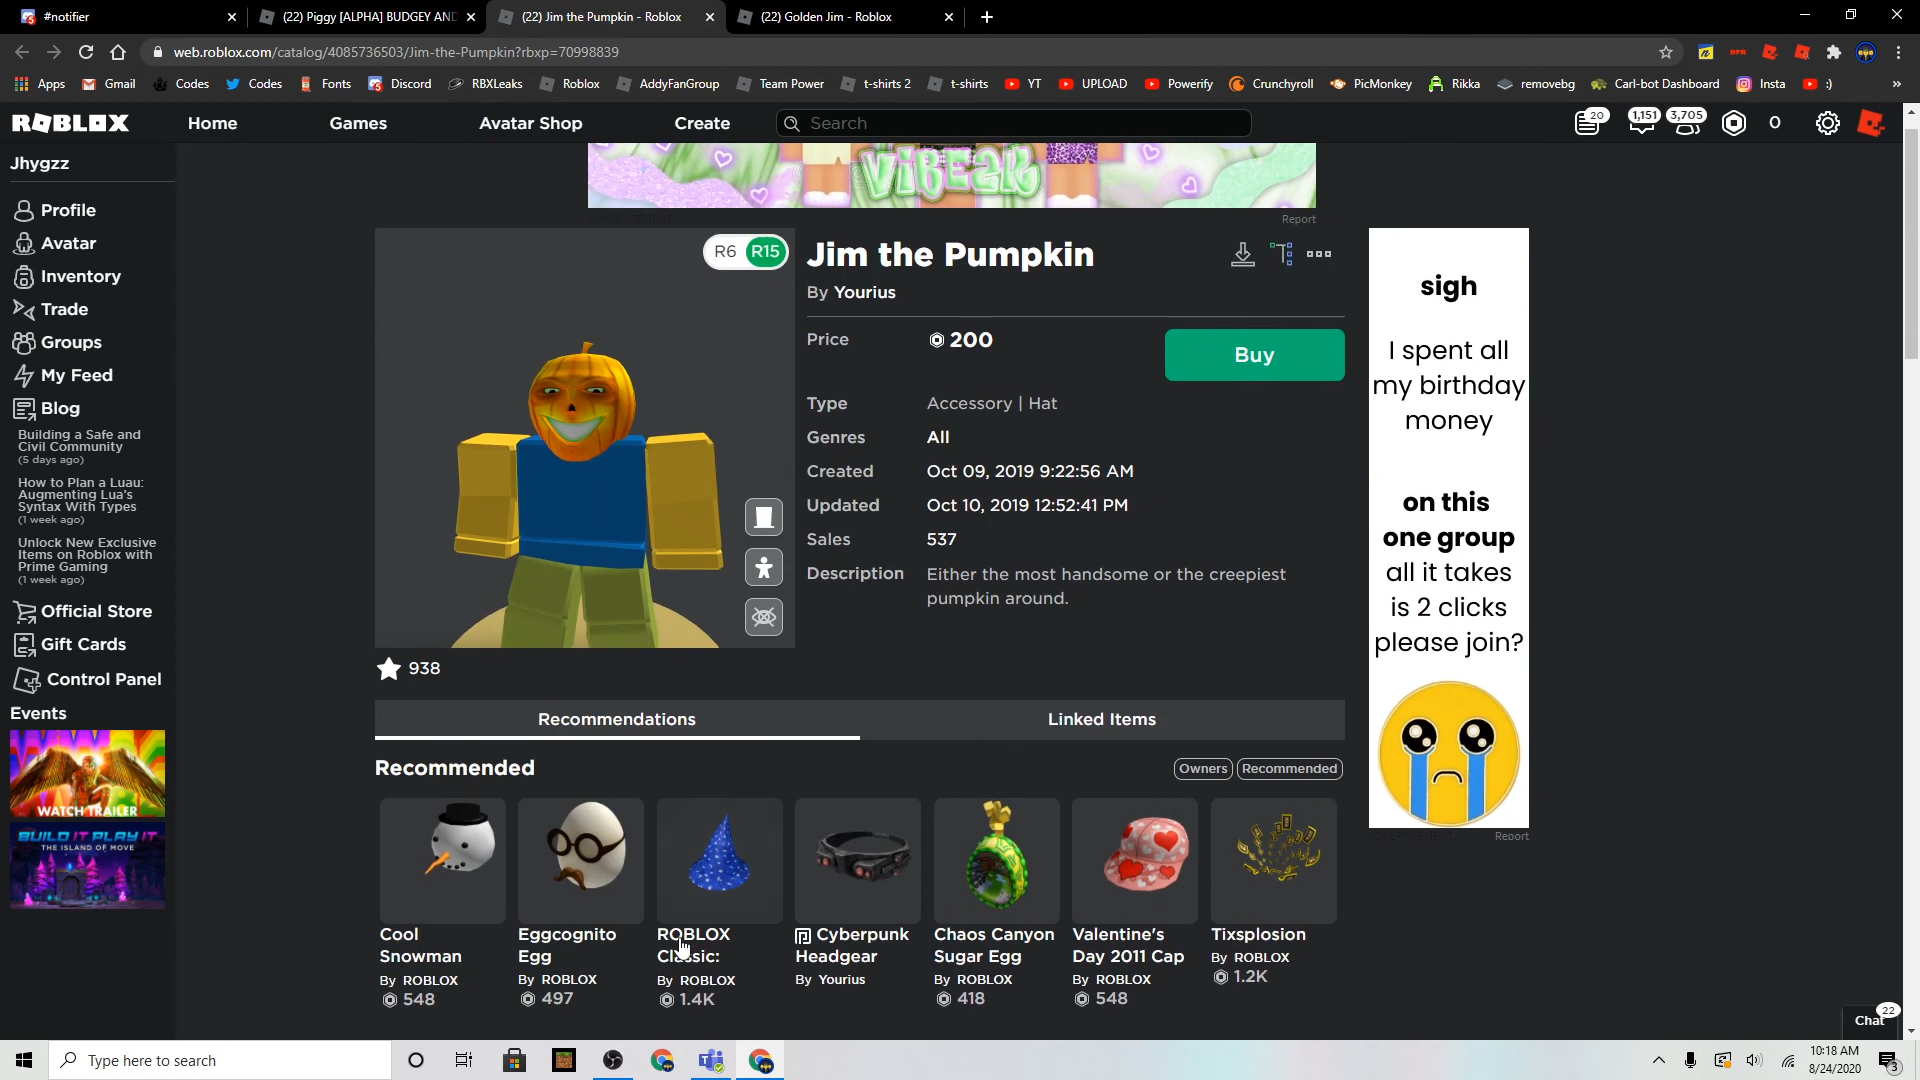 #notifier
(22) Piggy [ALPHA] BUDGEY AND
(22) Jim the Pumpkin - Roblox
(22) Golden Jim - Roblox
web.roblox.com/catalog/4085736503/Jim-the-Pumpkin?rbxp=70998839
Apps
Gmail
Codes
Codes
Fonts
Discord
RBXLeaks
Roblox
AddyFanGroup
Team Power
t-shirts 2
t-shirts
YT
UPLOAD
Powerify
Crunchyroll
PicMonkey
Rikka
removebg
Carl-bot Dashboard
Insta
:)
»
ROBLOX
Home
Games
Avatar Shop
Create
Search
20
1,151
3,705
0
Jhygzz
Profile
Avatar
Inventory
Trade
Groups
My Feed
Blog
Building a Safe and
Civil Community
(5 days ago)
How to Plan a Luau:
Augmenting Lua's
Syntax With Types
(1 week ago)
Unlock New Exclusive
Items on Roblox with
Prime Gaming
(1 week ago)
Official Store
Gift Cards
Control Panel
Events
WATCH TRAILER
BUILD IT PLAY IT
THE ISLAND OF MOVE
VIBEZK
Report
R6 R15
Jim the Pumpkin
By Yourius
Price 200
Buy
Type Accessory | Hat
Genres All
Created Oct 09, 2019 9:22:56 AM
Updated Oct 10, 2019 12:52:41 PM
Sales 537
Description Either the most handsome or the creepiest
pumpkin around.
938
sigh
I spent all
my birthday
money
on this
one group
all it takes
is 2 clicks
please join?
Report
Recommendations
Linked Items
Recommended
Owners
Recommended
Cool
Snowman
By ROBLOX
548
Eggcognito
Egg
By ROBLOX
497
ROBLOX
Classic:
By ROBLOX
1.4K
Cyberpunk
Headgear
By Yourius
Chaos Canyon
Sugar Egg
By ROBLOX
418
Valentine's
Day 2011 Cap
By ROBLOX
548
Tixsplosion
By ROBLOX
1.2K
Chat
22
Type here to search
10:18 AM
8/24/2020
3